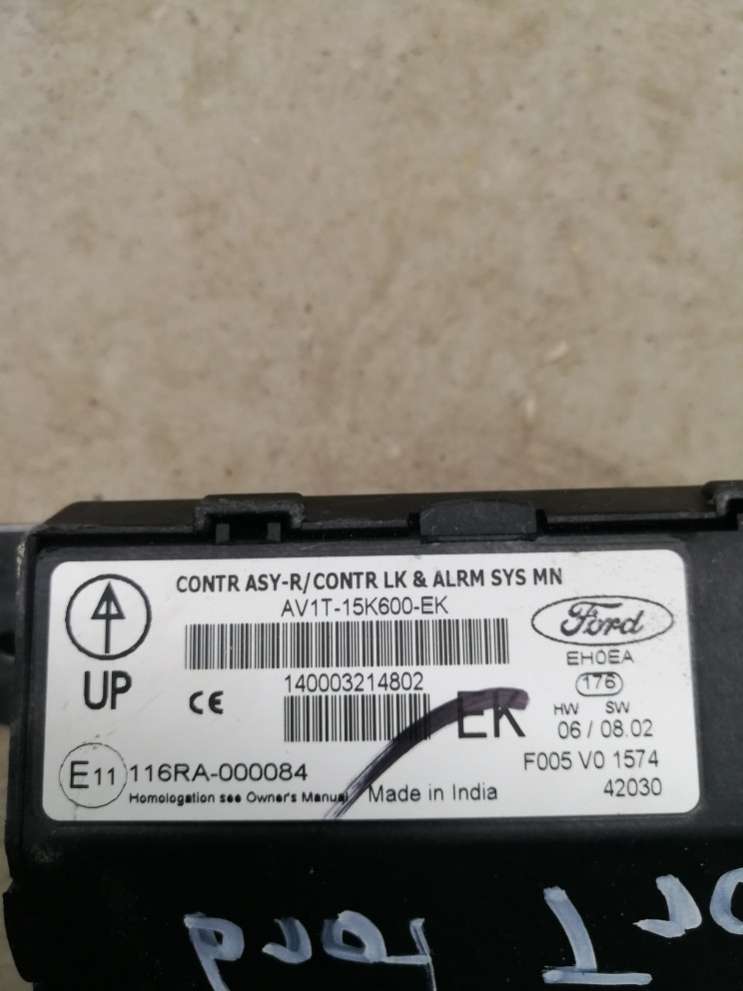 CONTR ASY-R/CONTR LK & ALRM SYS MN
AV1T-15K600-EK
Ford
EH0EA
UP
CE
140003214802
EK
176
HW SW
06 / 08.02
E11
116RA-000084
F005 V0 1574
Homologation see Owner's Manual
Made in India
42030